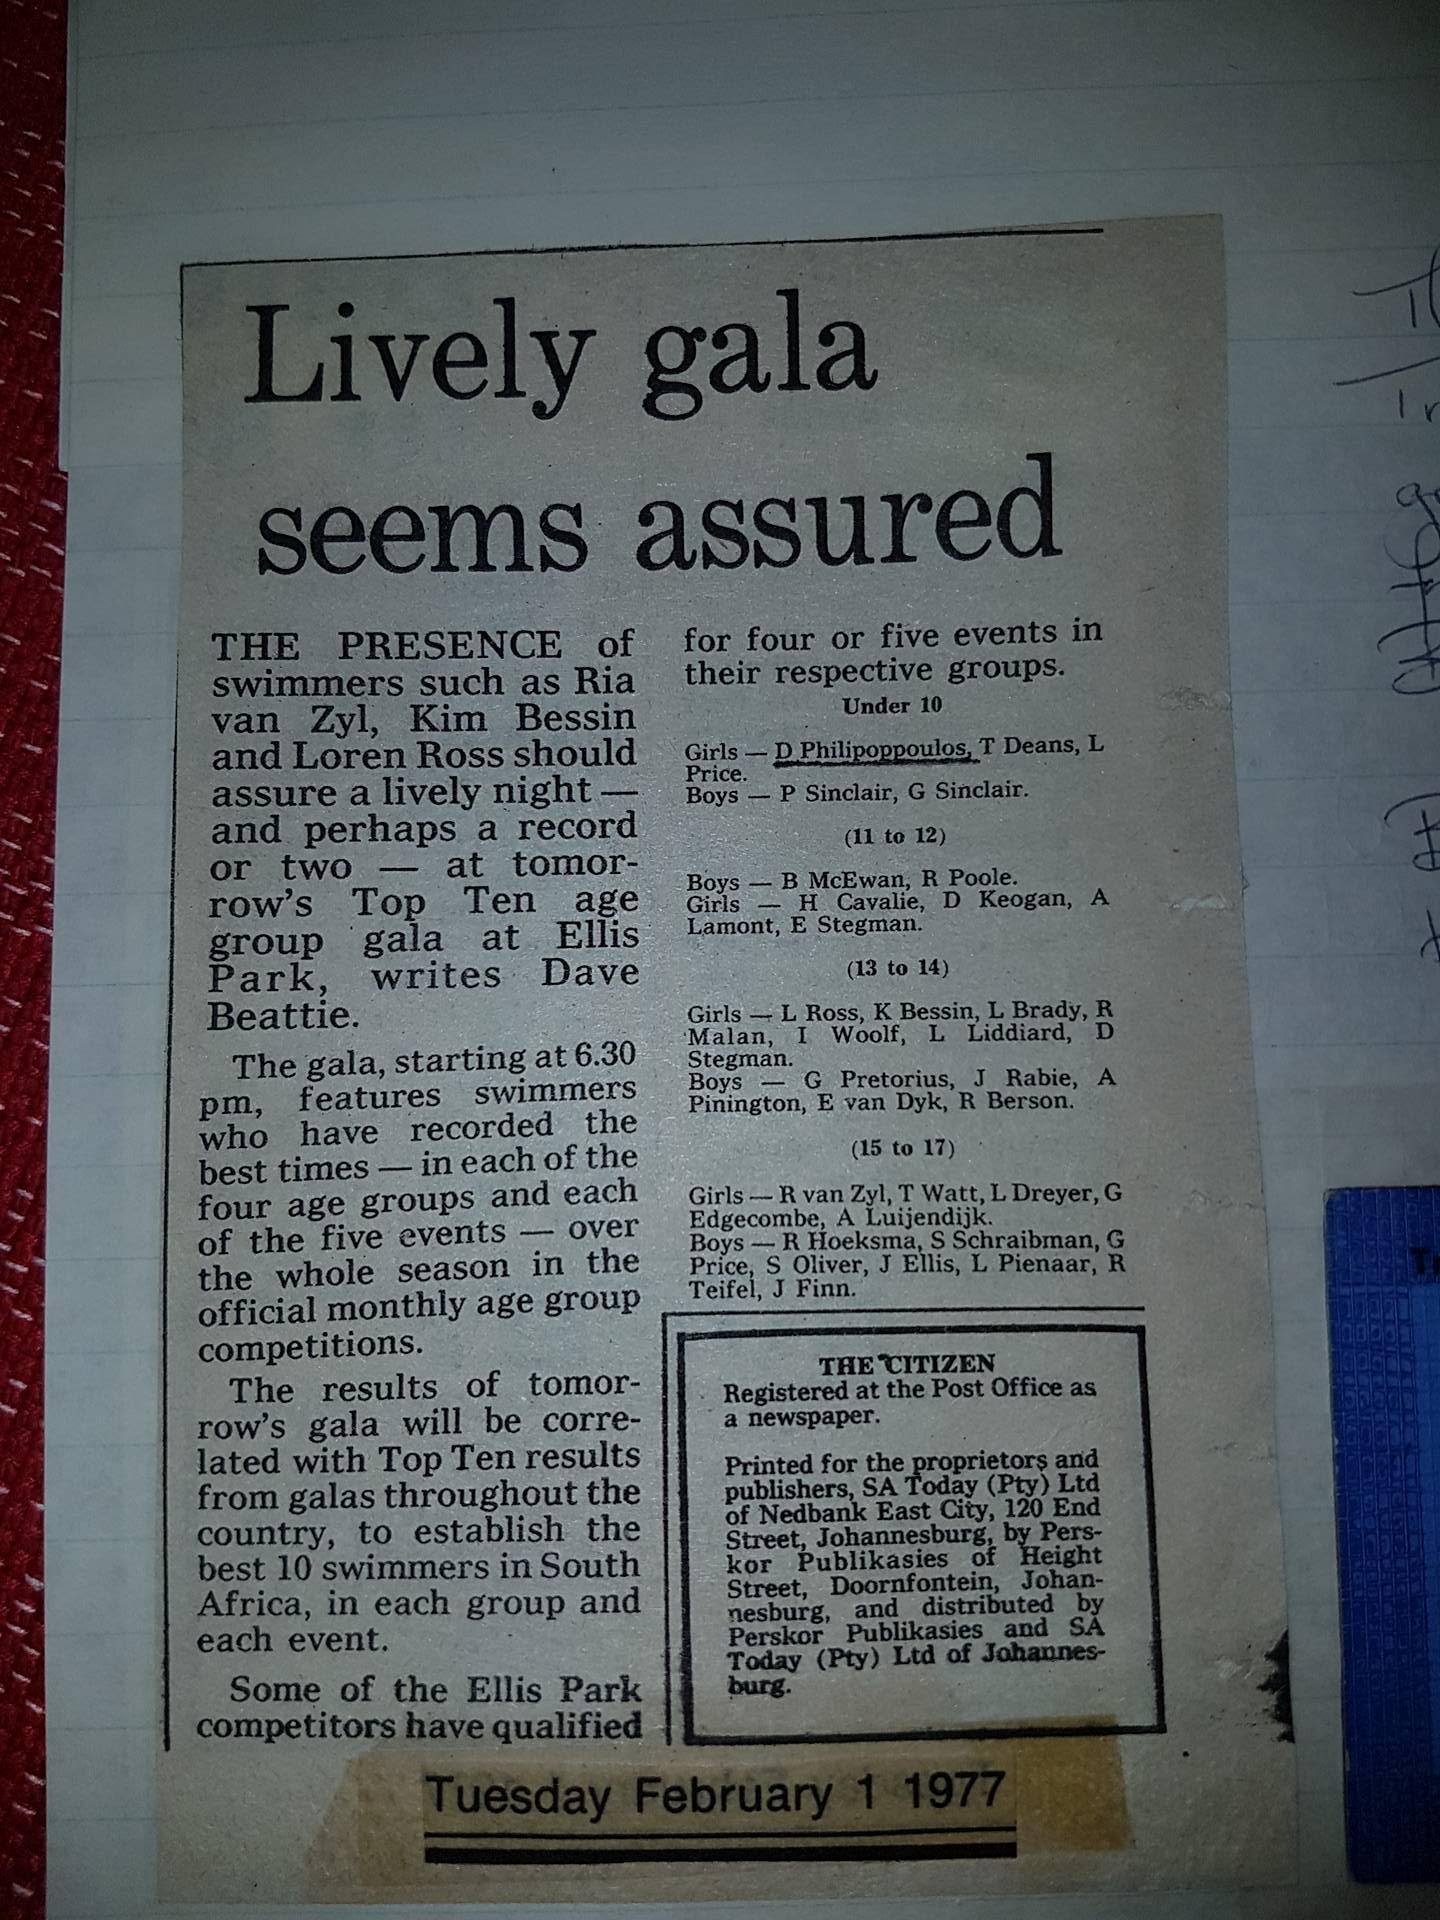 Lively gala
seems assured
THE PRESENCE of
swimmers such as Ria
van Zyl, Kim Bessin
and Loren Ross should
assure a lively night —
and perhaps a record
or two — at tomor-
row's Top Ten age
group gala at Ellis
Park, writes Dave
Beattie.
The gala, starting at 6.30
pm, features swimmers
who have recorded the
best times — in each of the
four age groups and each
of the five events — over
the whole season in the
official monthly age group
competitions.
The results of tomor-
row's gala will be corre-
lated with Top Ten results
from galas throughout the
country, to establish the
best 10 swimmers in South
Africa, in each group and
each event.
Some of the Ellis Park
competitors have qualified
for four or five events in
their respective groups.
Under 10
Girls — D Philipoppoulos, T Deans, L
Price.
Boys — P Sinclair, G Sinclair.
(11 to 12)
Boys — B McEwan, R Poole.
Girls — H Cavalie, D Keogan, A
Lamont, E Stegman.
(13 to 14)
Girls — L Ross, K Bessin, L Brady, R
Malan, I Woolf, L Liddiard, D
Stegman.
Boys — G Pretorius, J Rabie, A
Pinington, E van Dyk, R Berson.
(15 to 17)
Girls — R van Zyl, T Watt, L Dreyer, G
Edgecombe, A Luijendijk.
Boys — R Hoeksma, S Schraibman, G
Price, S Oliver, J Ellis, L Pienaar, R
Teifel, J Finn.
THE CITIZEN
Registered at the Post Office as
a newspaper.
Printed for the proprietors and
publishers, SA Today (Pty) Ltd
of Nedbank East City, 120 End
Street, Johannesburg, by Pers-
kor Publikasies of Height
Street, Doornfontein, Johan-
nesburg, and distributed by
Perskor Publikasies and SA
Today (Pty) Ltd of Johannes-
burg.
Tuesday February 1 1977